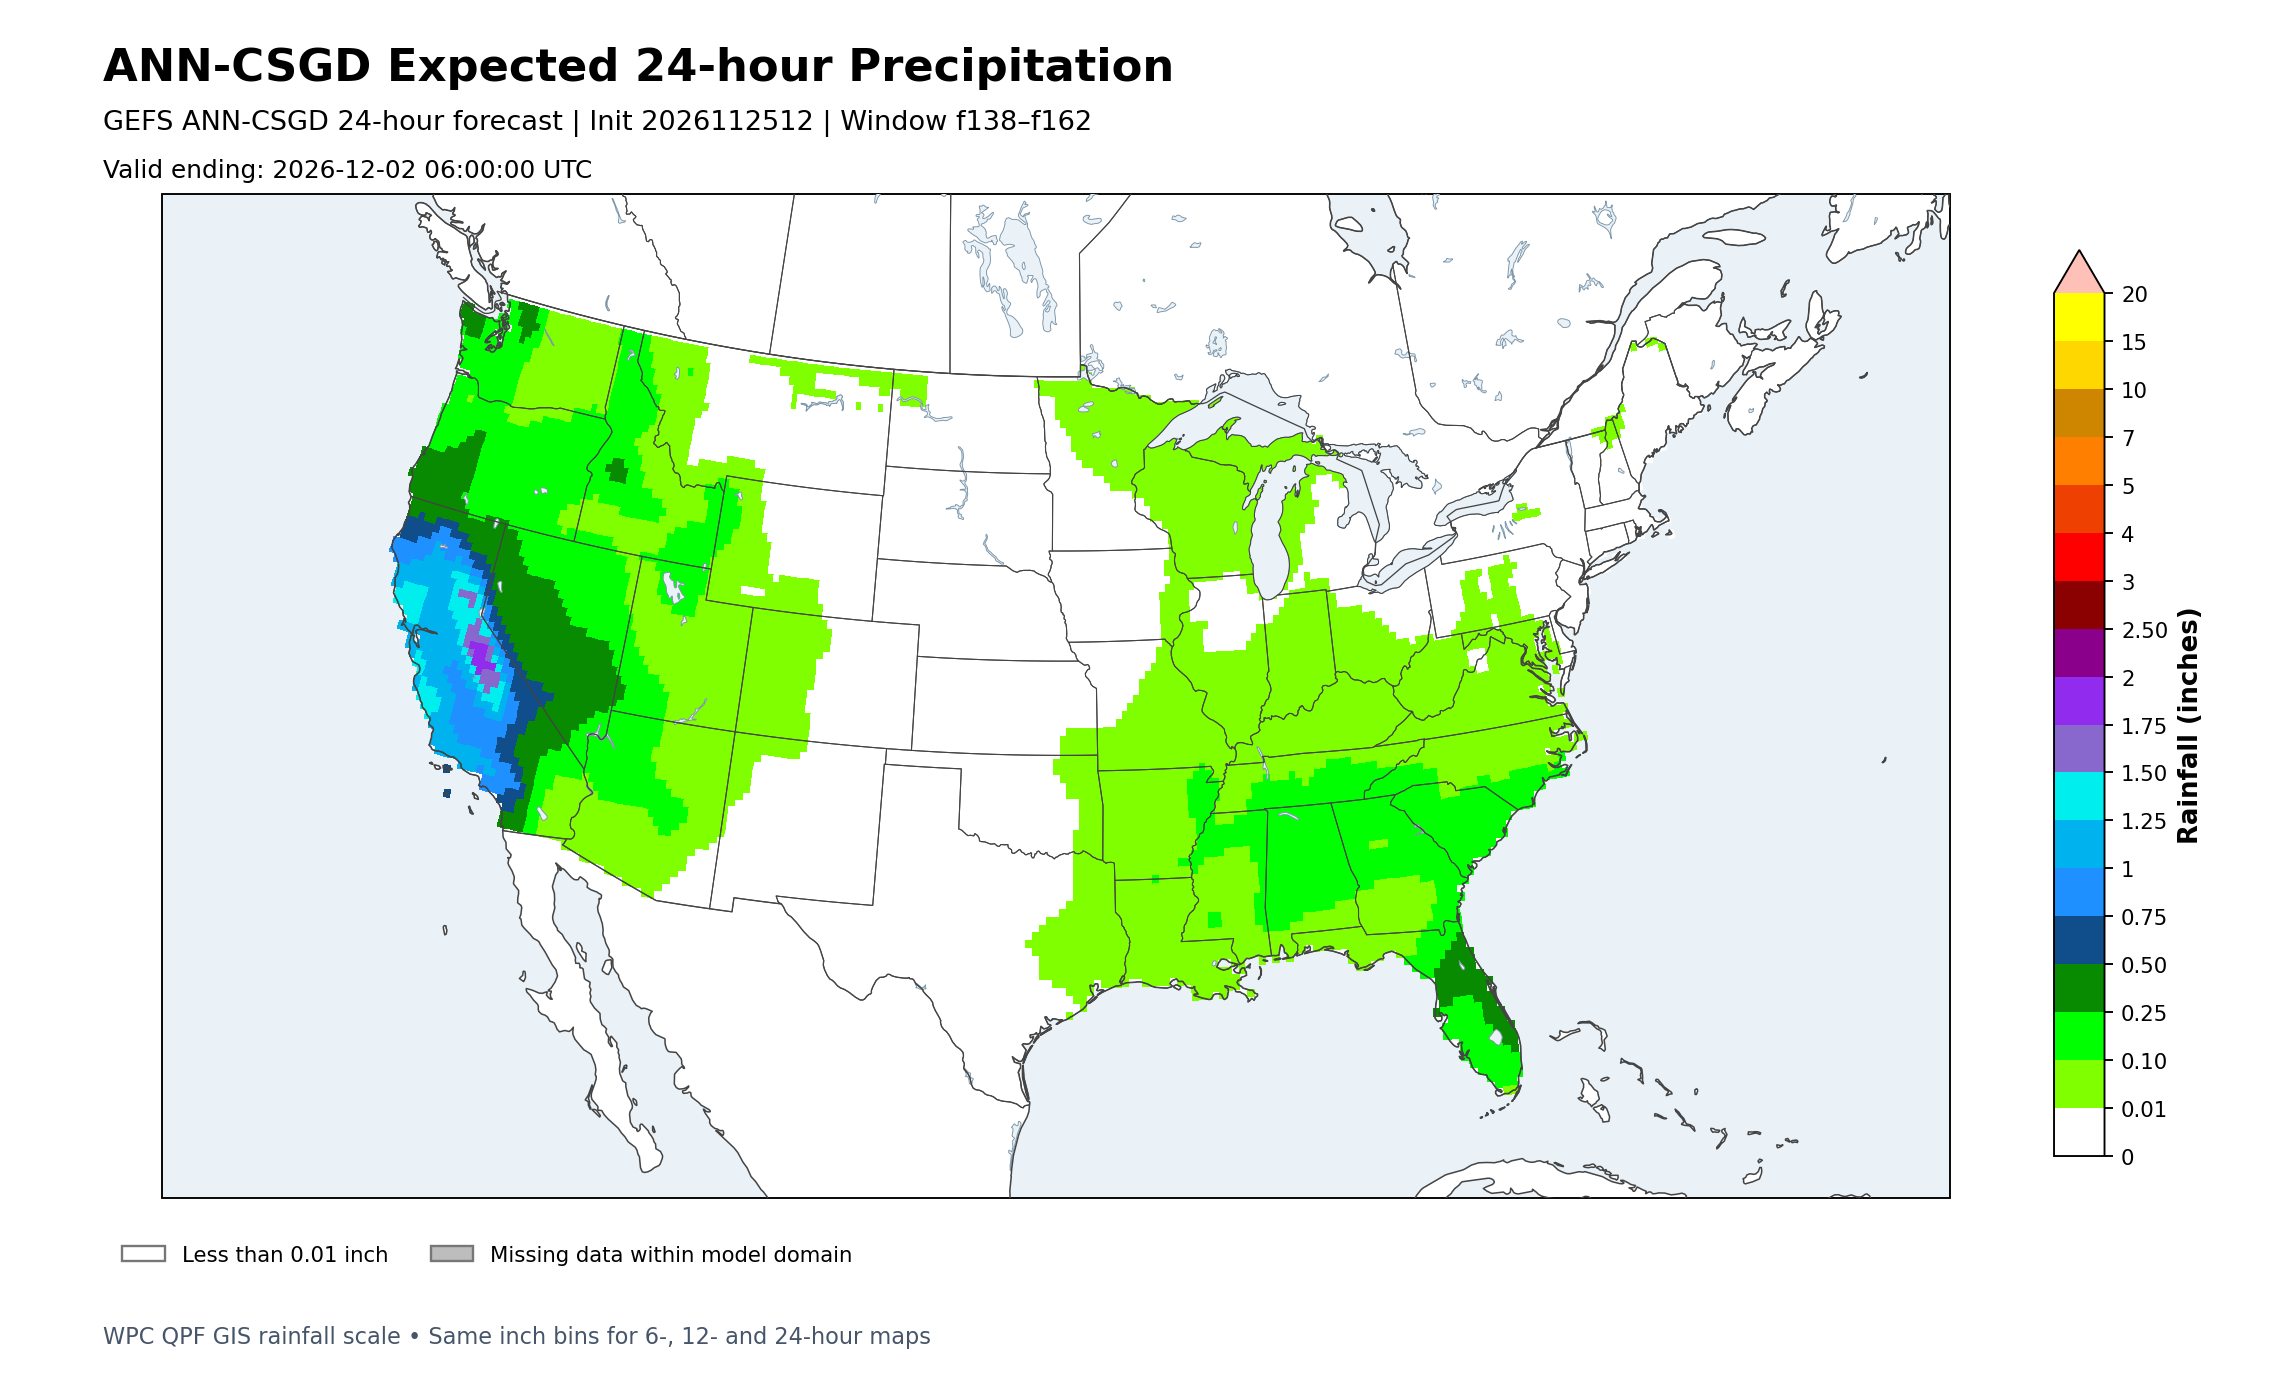 ANN-CSGD Expected 24-hour Precipitation
GEFS ANN-CSGD 24-hour forecast | Init 2026112512 | Window f138–f162
Valid ending: 2026-12-02 06:00:00 UTC
20
15
10
7
5
4
3
2.50
2
1.75
1.50
1.25
1
0.75
0.50
0.25
0.10
0.01
0
Rainfall (inches)
Less than 0.01 inch
Missing data within model domain
WPC QPF GIS rainfall scale • Same inch bins for 6-, 12- and 24-hour maps